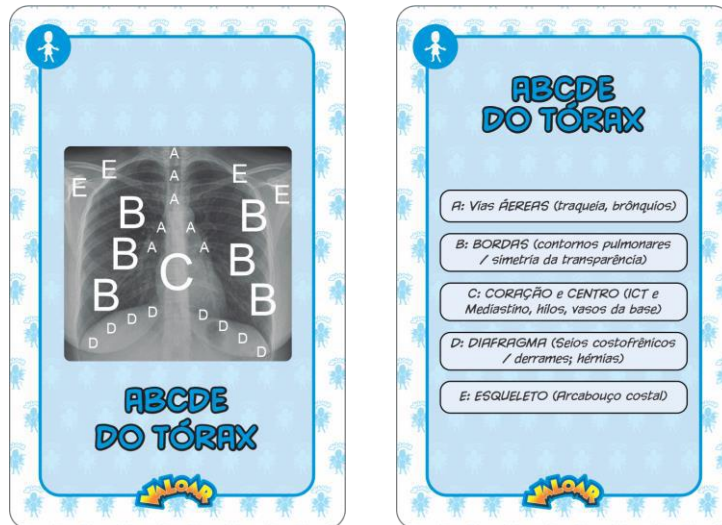 E E A E E
A
A
B B
A A
A A
B B
C
B B
D D D D D D D D
ABCDE
DO TÓRAX
VALOAR
ABCDE
DO TÓRAX
A: Vias ÁEREAS (traqueia, brônquios)
B: BORDAS (contornos pulmonares
/ simetria da transparência)
C: CORAÇÃO e CENTRO (ICT e
Mediastino, hilos, vasos da base)
D: DIAFRAGMA (Seios costofrênicos
/ derrames; hérnias)
E: ESQUELETO (Arcabouço costal)
VALOAR